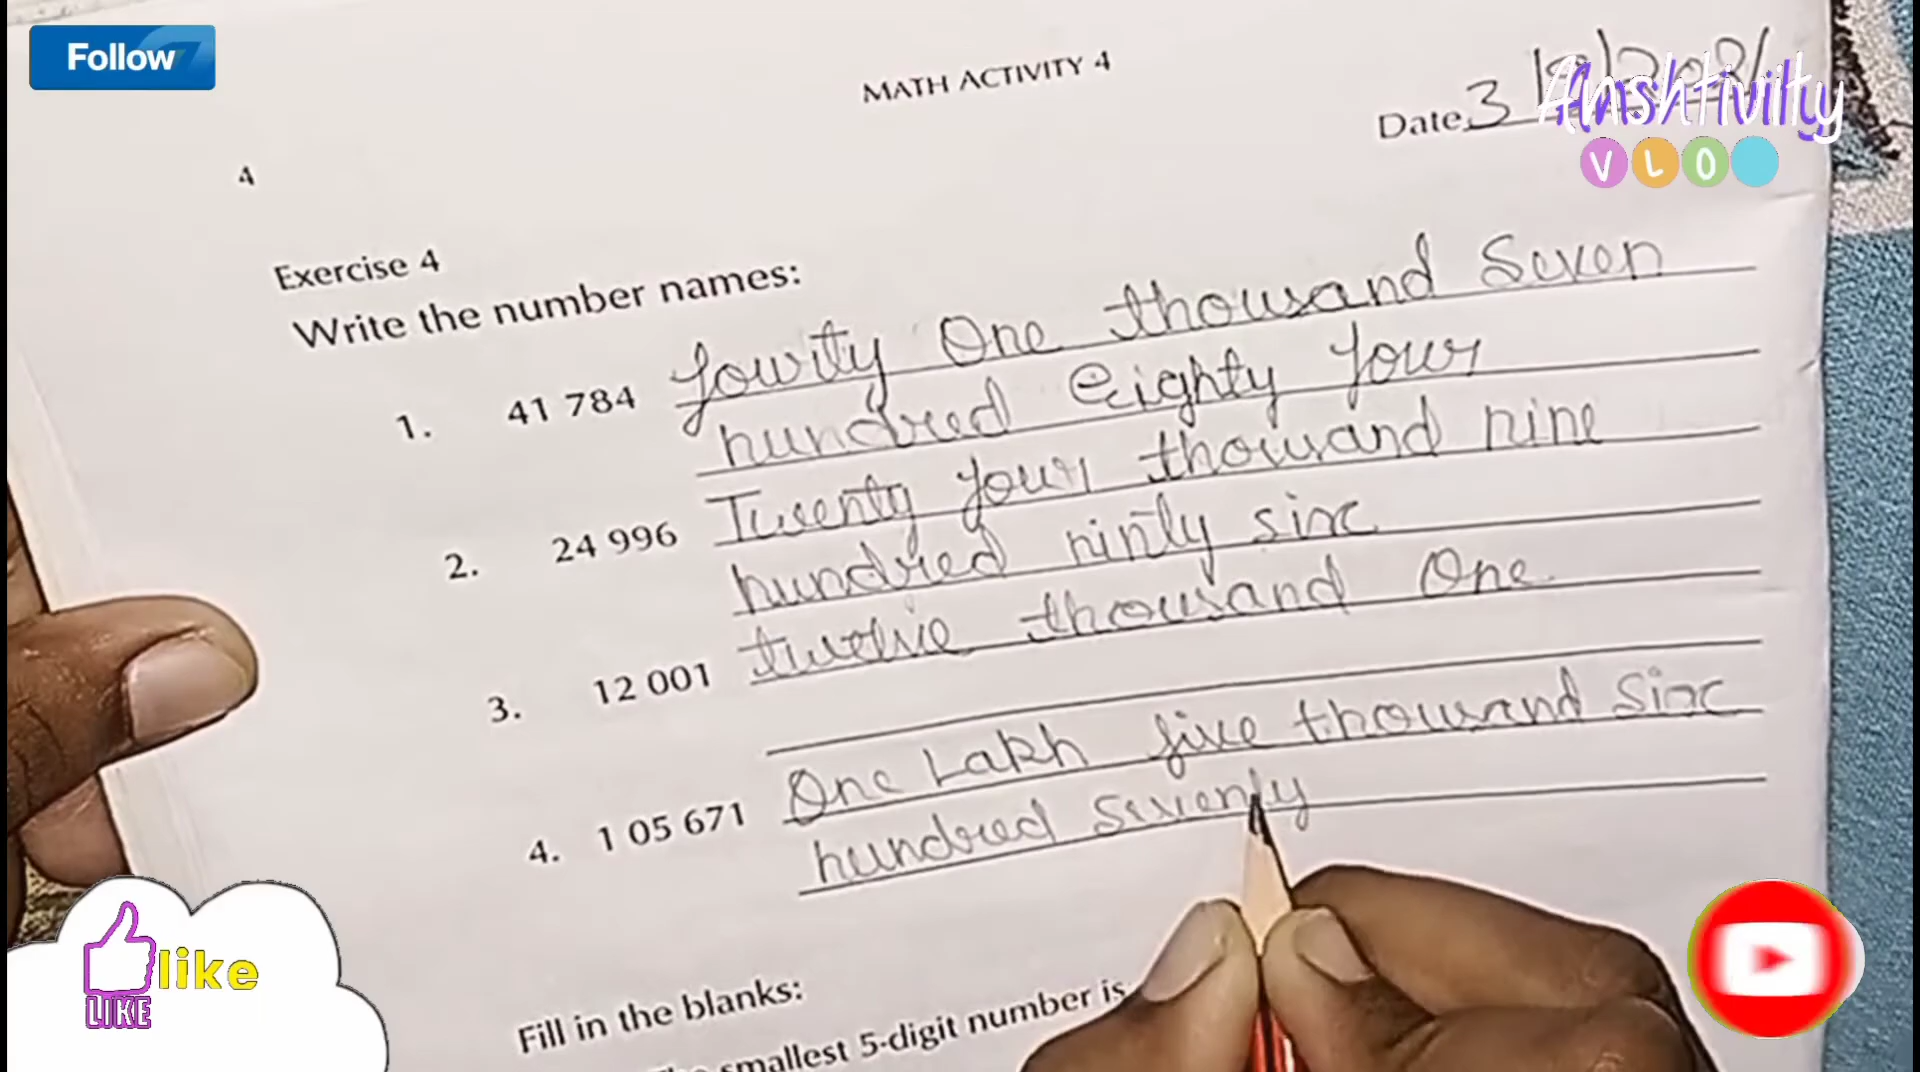 Follow
MATH ACTIVITY 4
Date 3
Anshtivilty
VLO
4
Exercise 4
Write the number names:
1. 41 784 fourty One thousand Seven
hundred eighty four
2. 24 996 Twenty four thousand nine
hundred ninty six
3. 12 001 twelve thousand One
4. 1 05 671 One Lakh five thousand Six
hundred Seventy
like
LIKE
Fill in the blanks:
smallest 5-digit number is